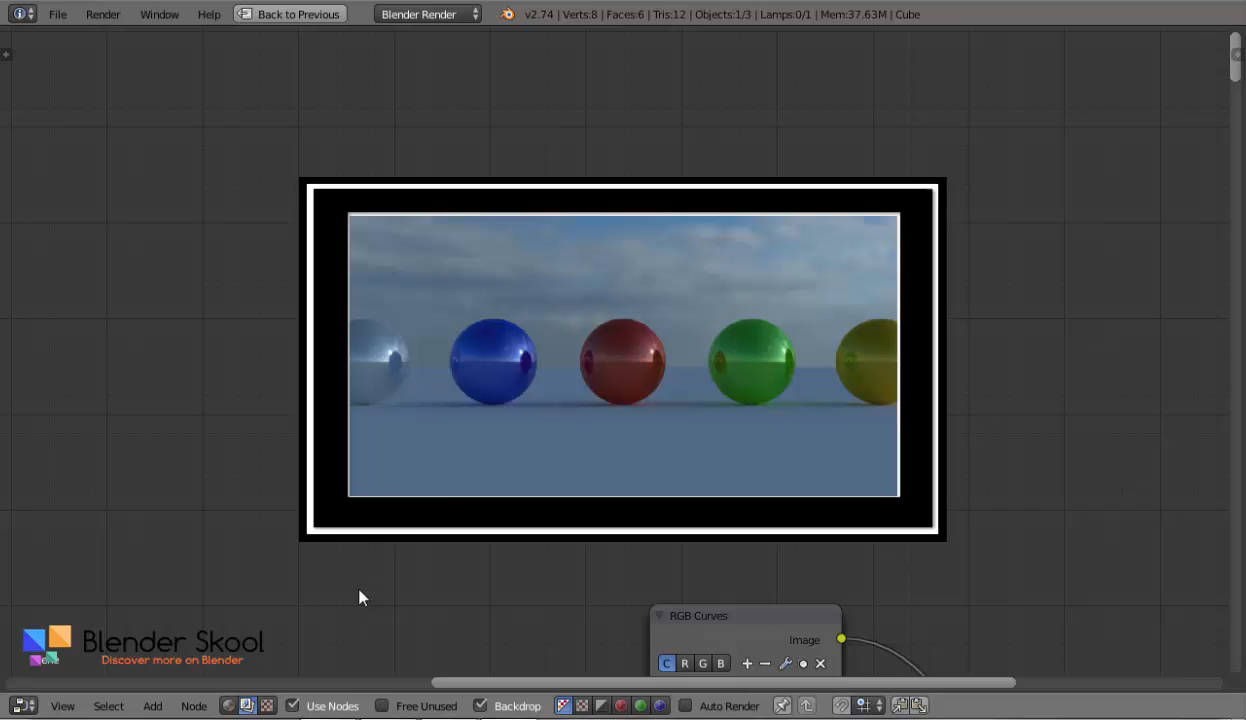 File Render Window Help Back to Previous Blender Render v2.74 | Verts:8 | Faces:6 | Tris:12 | Objects:1/3 | Lamps:0/1 | Mem:37.63M | Cube
RGB Curves
Image
C R G B
Blender Skool
Discover more on Blender
View Select Add Node Use Nodes Free Unused Backdrop Auto Render